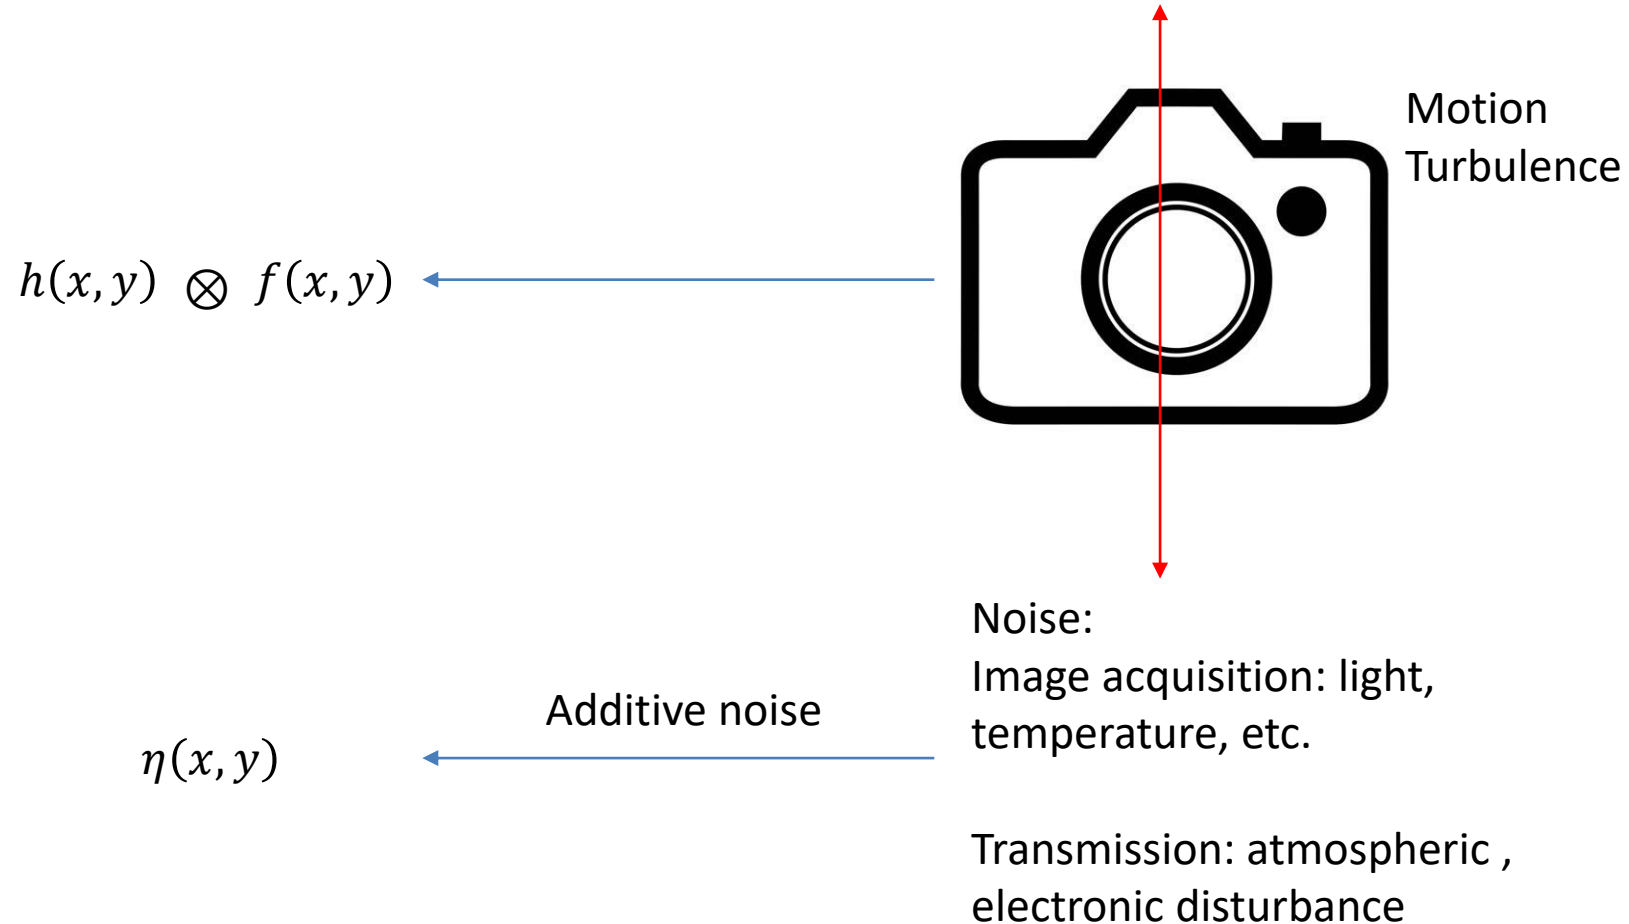 Motion
Turbulence
ℎ(𝑥, 𝑦) ⊗ 𝑓(𝑥, 𝑦)
Noise:
Image acquisition: light,
temperature, etc.
Additive noise
𝜂(𝑥, 𝑦)
Transmission: atmospheric ,
electronic disturbance